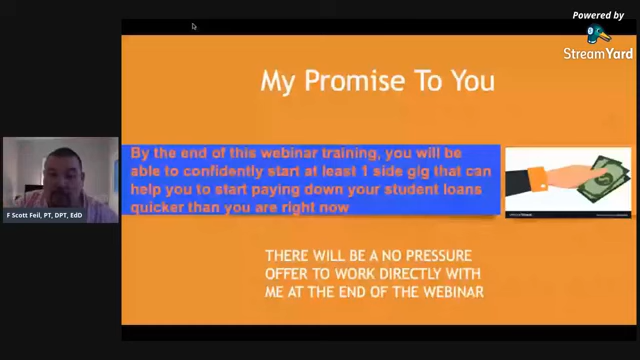 Powered by
StreamYard
My Promise To You
By the end of this webinar training, you will be
able to confidently start at least 1 side gig that can
help you to start paying down your student loans
quicker than you are right now
THERE WILL BE A NO PRESSURE
OFFER TO WORK DIRECTLY WITH
ME AT THE END OF THE WEBINAR
F Scott Feil, PT, DPT, EdD